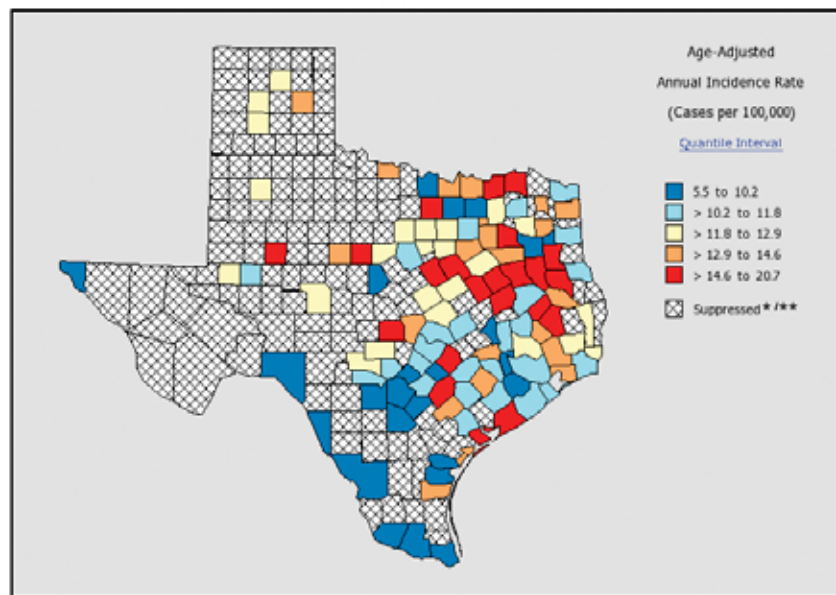 Age-Adjusted
Annual Incidence Rate
(Cases per 100,000)
Quantile Interval
5.5 to 10.2
> 10.2 to 11.8
> 11.8 to 12.9
> 12.9 to 14.6
> 14.6 to 20.7
Suppressed*/**